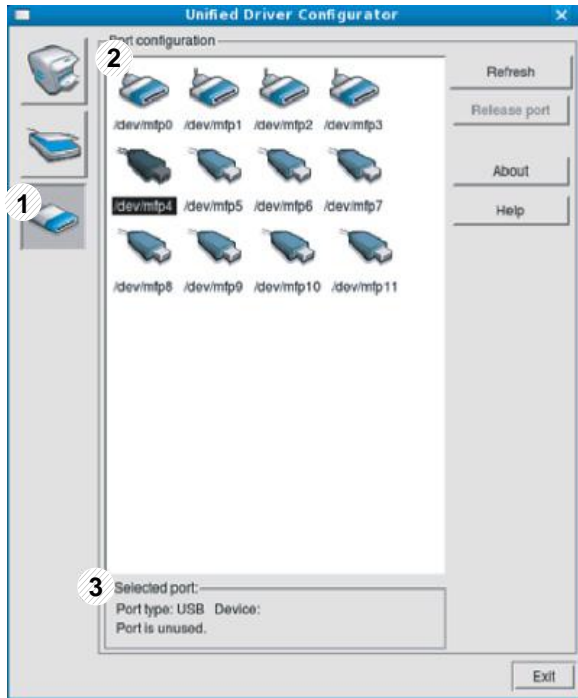 Unified Driver Configurator
Port configuration
1
2
3
/dev/mfp0 /dev/mfp1 /dev/mfp2 /dev/mfp3
/dev/mfp4 /dev/mfp5 /dev/mfp6 /dev/mfp7
/dev/mfp8 /dev/mfp9 /dev/mfp10 /dev/mfp11
Refresh
Release port
About
Help
Selected port:
Port type: USB Device:
Port is unused.
Exit